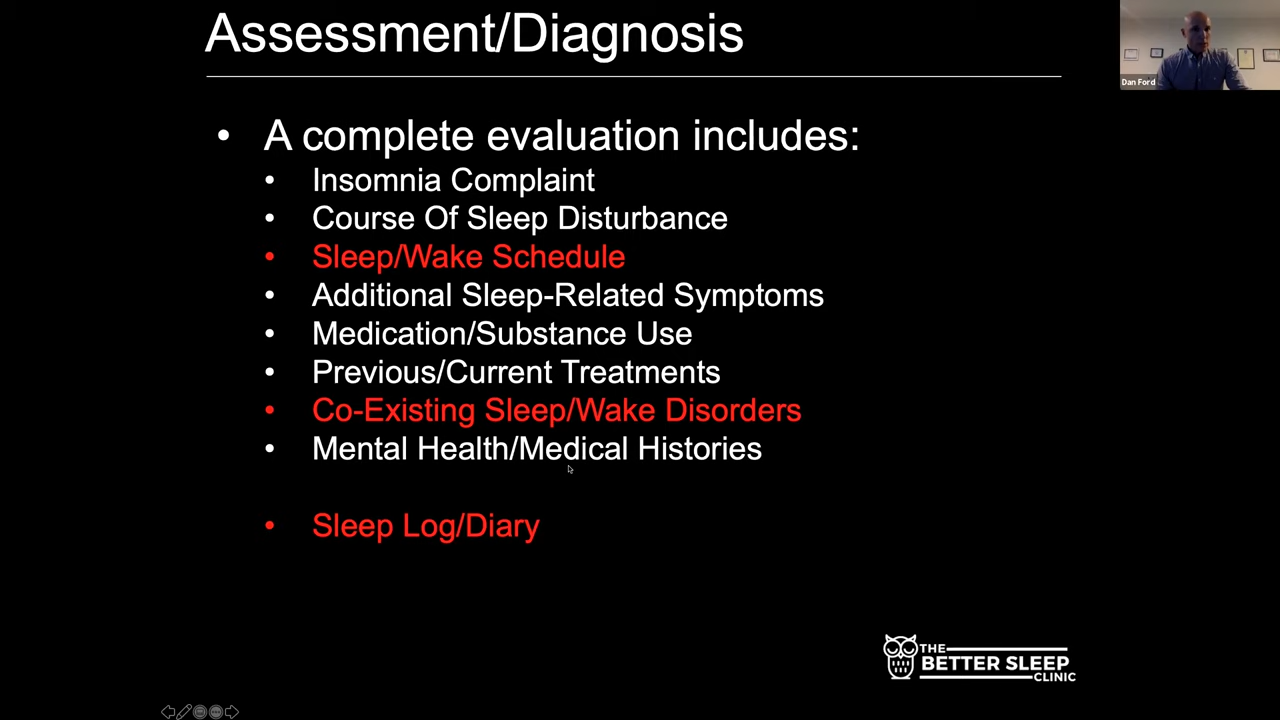 Assessment/Diagnosis
Dan Ford
• A complete evaluation includes:
• Insomnia Complaint
• Course Of Sleep Disturbance
• Sleep/Wake Schedule
• Additional Sleep-Related Symptoms
• Medication/Substance Use
• Previous/Current Treatments
• Co-Existing Sleep/Wake Disorders
• Mental Health/Medical Histories
• Sleep Log/Diary
THE
BETTER SLEEP
CLINIC